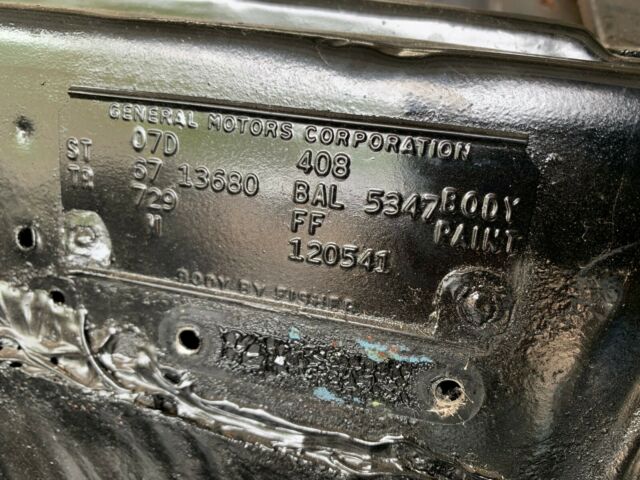 GENERAL MOTORS CORPORATION
07D 408
ST 67 13680 BAL 5347 BODY
TR 729 FF PAINT
120541
BODY BY FISHER